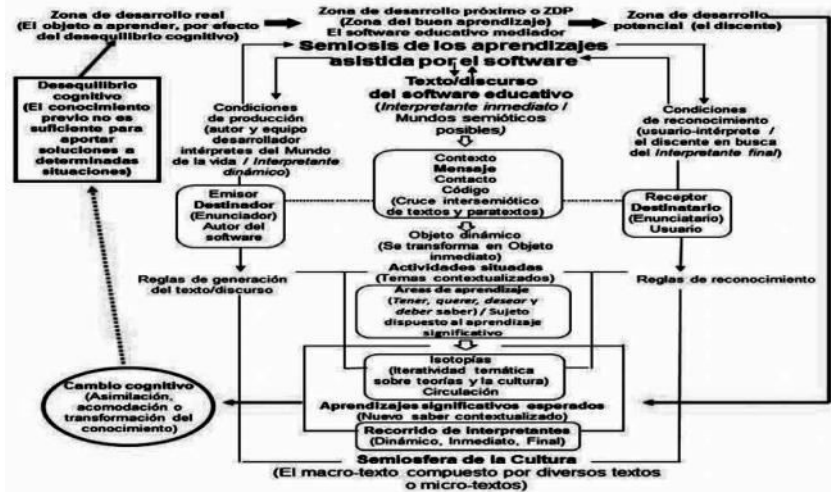 Zona de desarrollo real
(El objeto a aprender, por efecto
del desequilibrio cognitivo)
Zona de desarrollo próximo o ZDP
(Zona del buen aprendizaje)
El software educativo mediador
Zona de desarrollo
potencial (el discente)
Semiosis de los aprendizajes
asistida por el software
Desequilibrio
cognitivo
(El conocimiento
previo no es
suficiente para
aportar
soluciones a
determinadas
situaciones)
Condiciones
de producción
(autor y equipo
desarrollador
intérpretes del Mundo
de la vida / Interpretante
dinámico)
Texto/discurso
del software educativo
(Interpretante inmediato /
Mundos semióticos
posibles)
Condiciones
de reconocimiento
(usuario-intérprete /
el discente en busca
del Interpretante final)
Emisor
Destinador
(Enunciador)
Autor del
software
Contexto
Mensaje
Contacto
Código
(Cruce intersemiótico
de textos y paratextos)
Receptor
Destinatario
(Enunciatario)
Usuario
Objeto dinámico
(Se transforma en Objeto
inmediato)
Reglas de generación
del texto/discurso
Actividades situadas
(Temas contextualizados)
Reglas de reconocimiento
Áreas de aprendizaje
(Tener, querer, desear y
deber saber) / Sujeto
dispuesto al aprendizaje
significativo
Isotopías
(Iteratividad temática
sobre teorías y la cultura)
Circulación
Cambio cognitivo
(Asimilación,
acomodación o
transformación del
conocimiento)
Aprendizajes significativos esperados
(Nuevo saber contextualizado)
Recorrido de Interpretantes
(Dinámico, Inmediato, Final)
Semiosfera de la Cultura
(El macro-texto compuesto por diversos textos
o micro-textos)